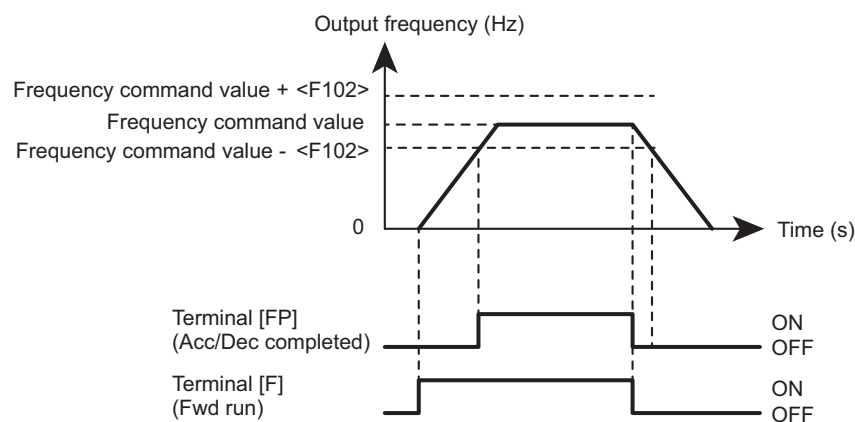 Output frequency (Hz)
Frequency command value + <F102>
Frequency command value
Frequency command value - <F102>
0
Time (s)
Terminal [FP]
(Acc/Dec completed)
ON
OFF
Terminal [F]
(Fwd run)
ON
OFF